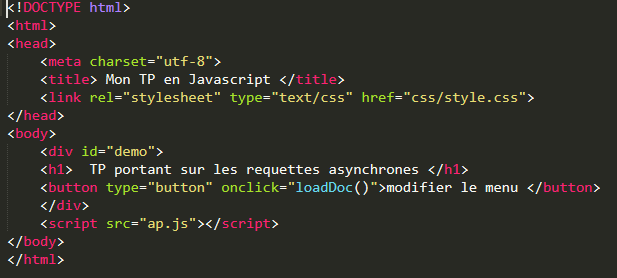 <!DOCTYPE html>
<html>
<head>
    <meta charset="utf-8">
    <title> Mon TP en Javascript </title>
    <link rel="stylesheet" type="text/css" href="css/style.css">
</head>
<body>
    <div id="demo">
    <h1>  TP portant sur les requettes asynchrones </h1>
    <button type="button" onclick="loadDoc()">modifier le menu </button>
    </div>
    <script src="ap.js"></script>
</body>
</html>